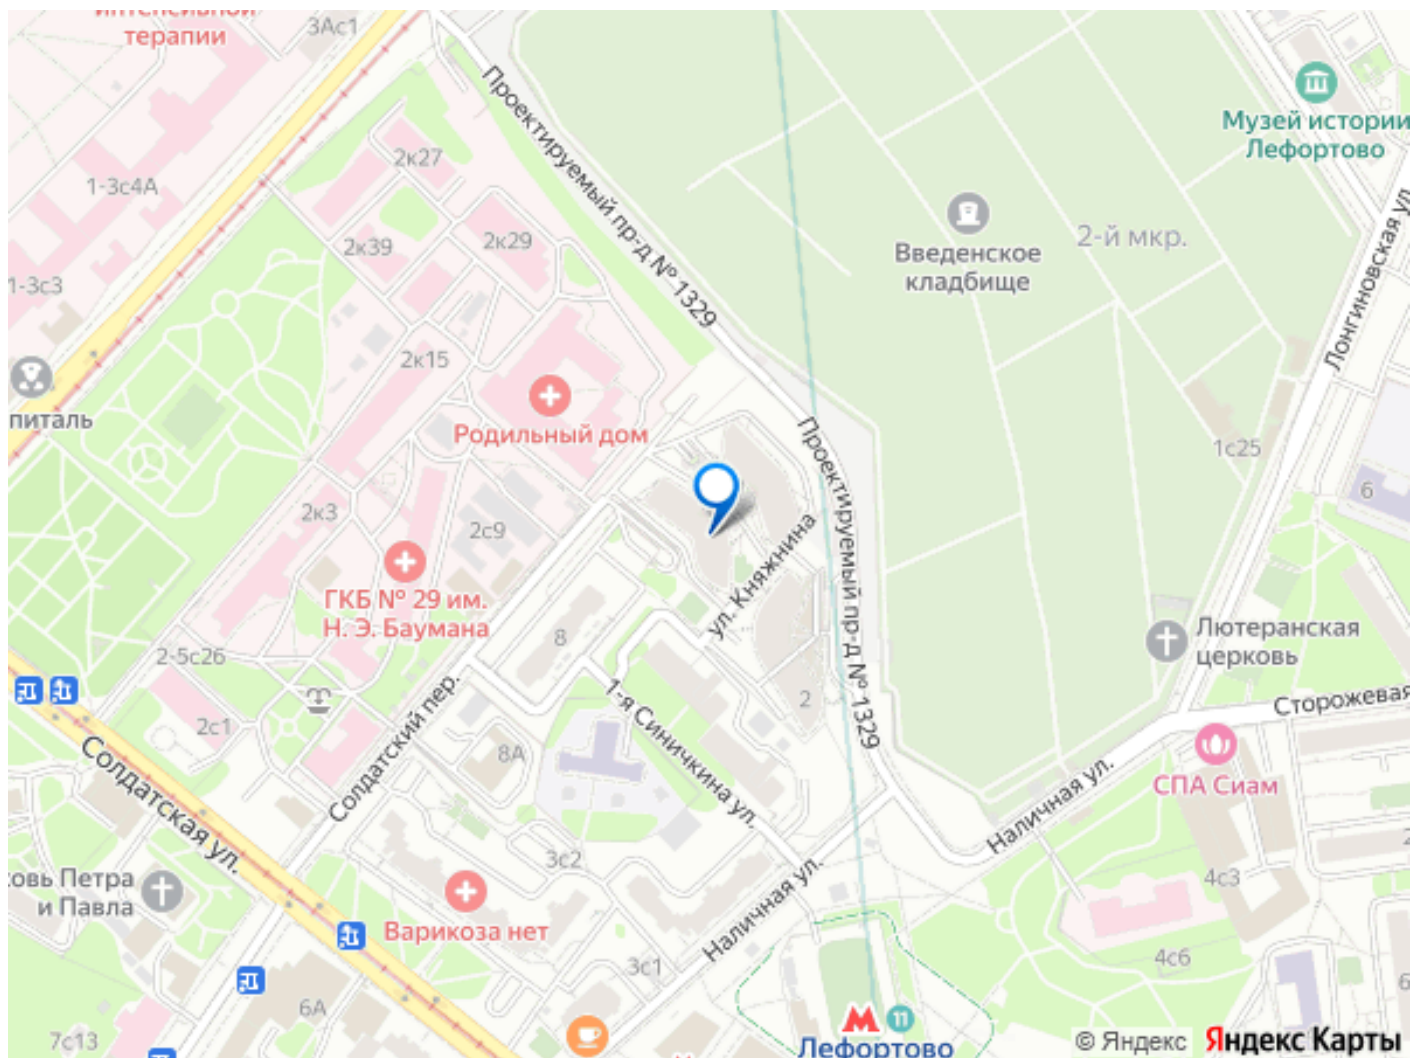 интенсивной
терапии
3Ас1
Проектируемый пр-д № 1329
Музей истории
Лефортово
2к27
1-3с4А
2к39
2к29
Введенское
кладбище
2-й мкр.
Лонгиновская ул.
1-3с3
2к15
питаль
Родильный дом
Проектируемый пр-д № 1329
1с25
6
2к3
2с9
ГКБ № 29 им.
Н. Э. Баумана
ул. Княжнина
8
Лютеранская
церковь
2-5с26
Солдатский пер.
1-я Синичкина ул.
2
Сторожевая
2с1
8А
Солдатская ул.
СПА Сиам
Наличная ул.
3с2
овь Петра
и Павла
Варикоза нет
Наличная ул.
4с3
3с1
4с6
6А
6
7с13
11
Лефортово
© Яндекс
Яндекс Карты